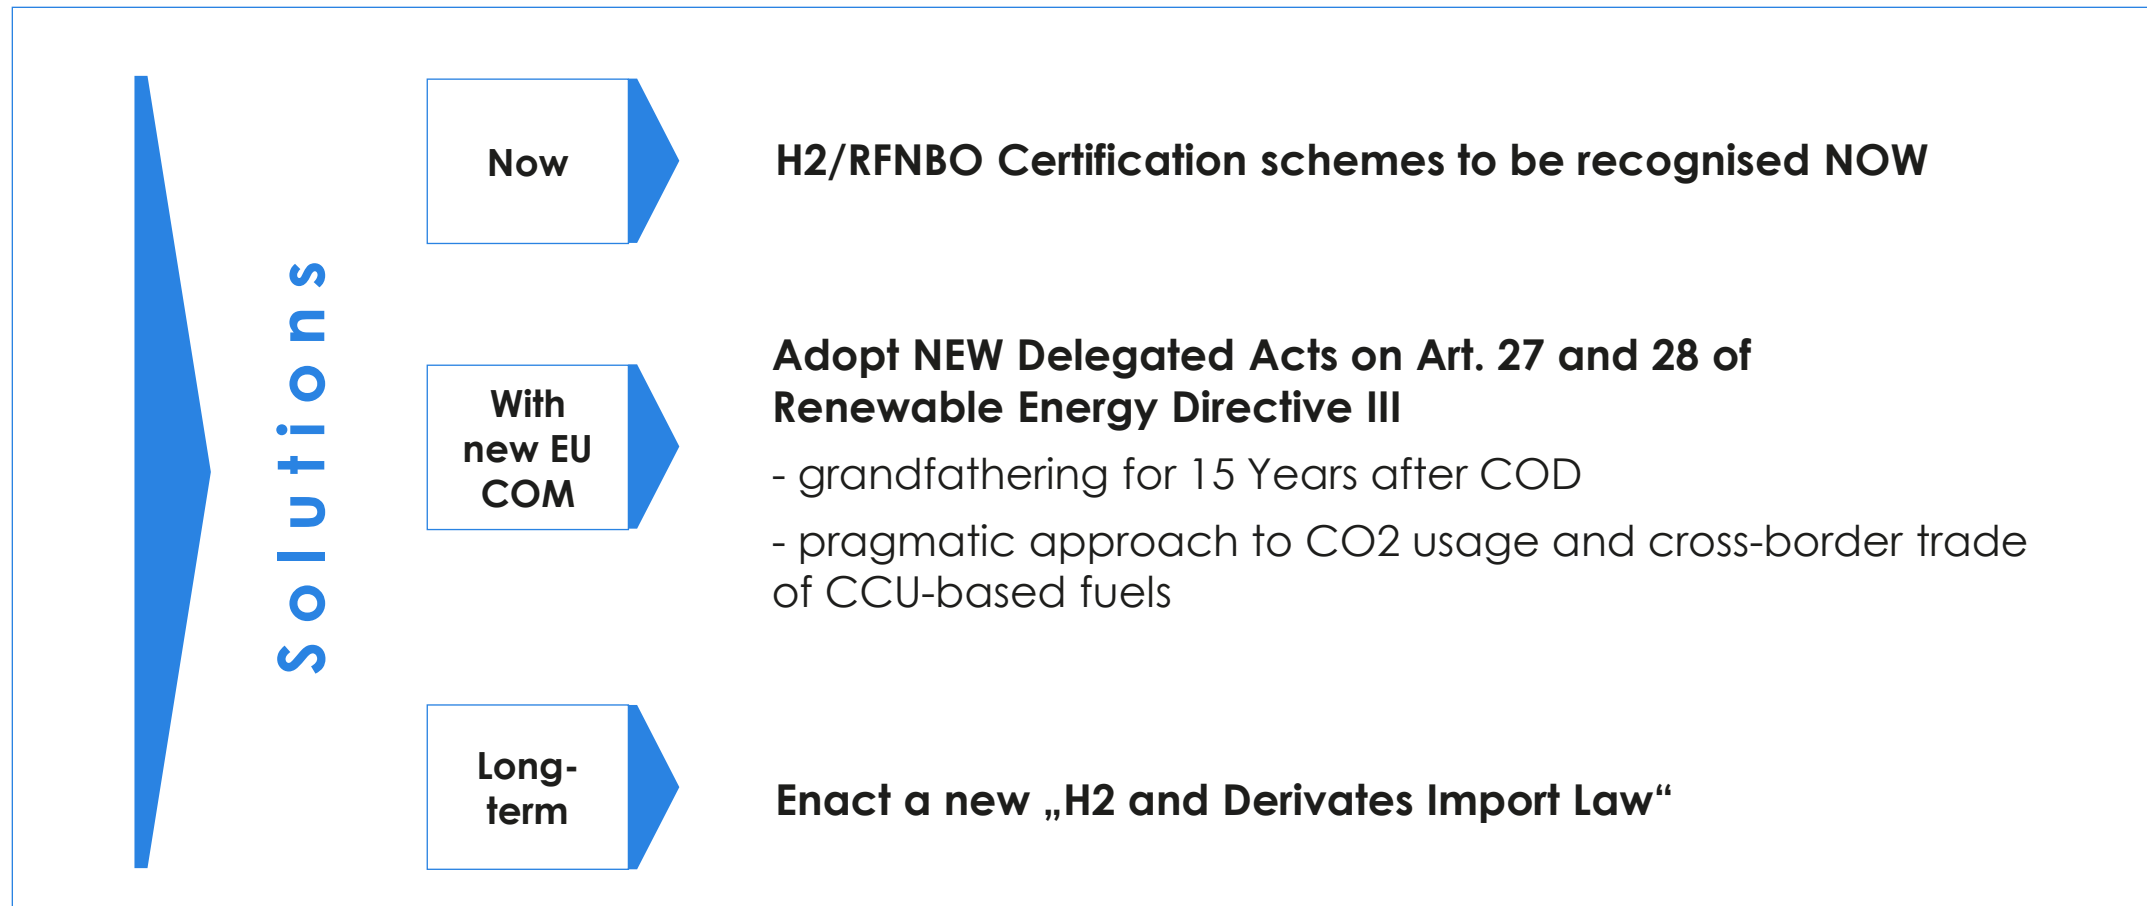 Solutions
Now
H2/RFNBO Certification schemes to be recognised NOW
With
new EU
COM
Adopt NEW Delegated Acts on Art. 27 and 28 of
Renewable Energy Directive III
- grandfathering for 15 Years after COD
- pragmatic approach to CO2 usage and cross-border trade
of CCU-based fuels
Long-
term
Enact a new „H2 and Derivates Import Law“